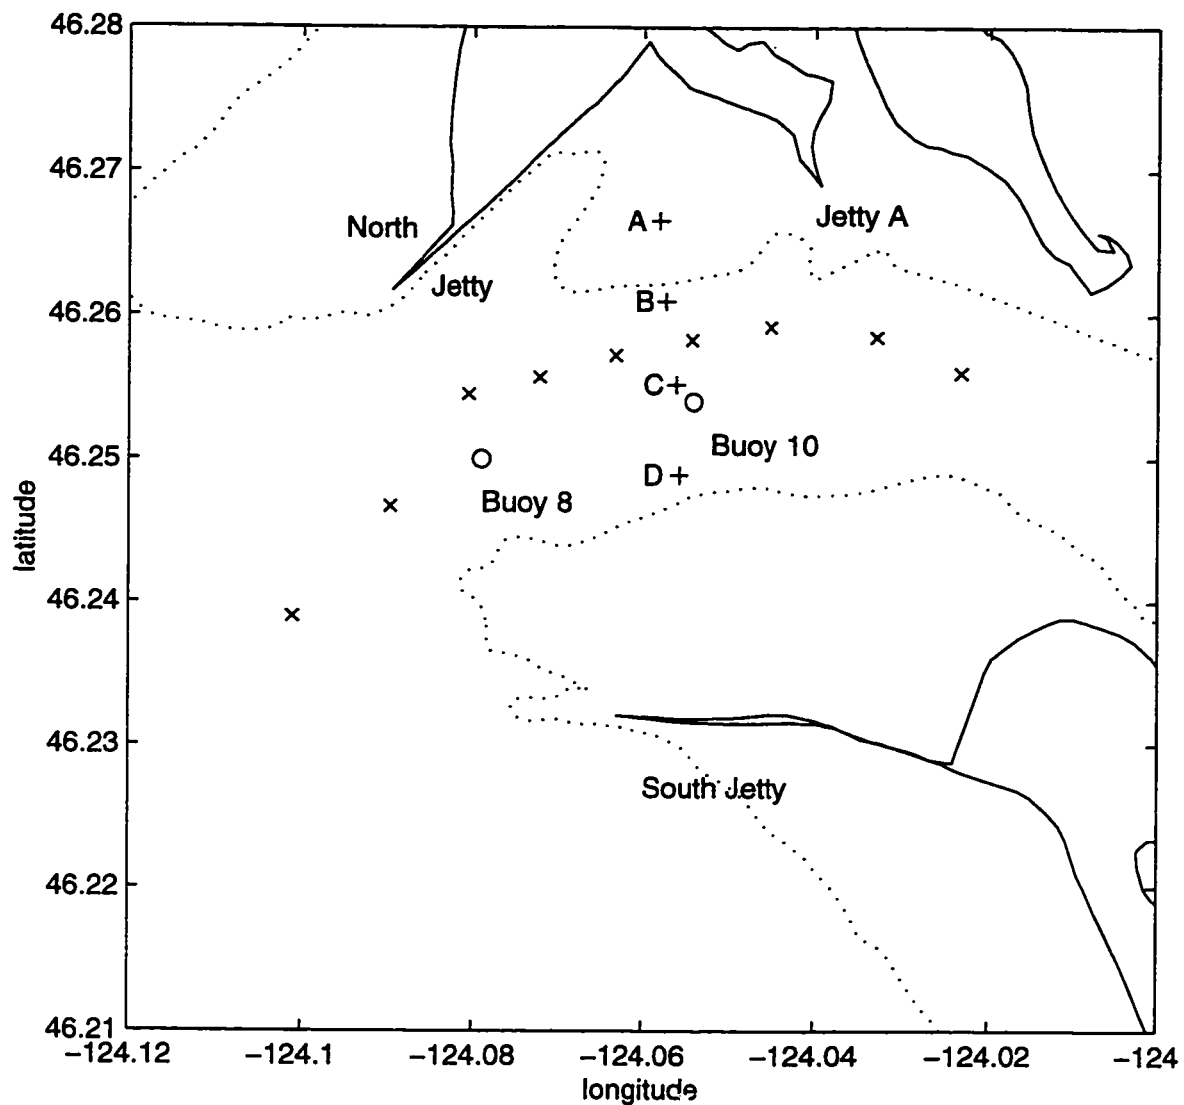 46.28
46.27
North
A+
Jetty A
Jetty
46.26
B+
C+
46.25
Buoy 10
D+
Buoy 8
latitude
46.24
46.23
South Jetty
46.22
46.21
−124.12 −124.1 −124.08 −124.06 −124.04 −124.02 −124
longitude